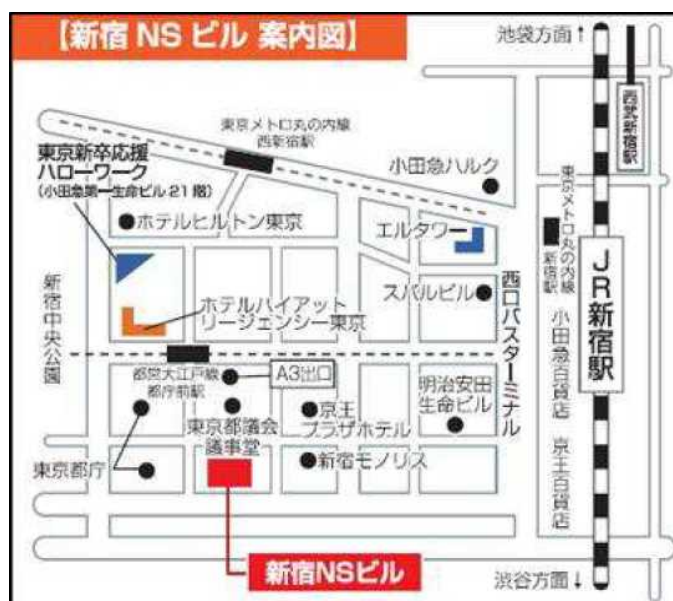 【新宿 NS ビル 案内図】
池袋方面↑
西武新宿駅
東京メトロ丸の内線
西新宿駅
東京新卒応援
ハローワーク
(小田急第一生命ビル21階)
小田急ハルク
ホテルヒルトン東京
エルタワー
東京メトロ丸の内線
新宿駅
JR新宿駅
新宿中央公園
ホテルハイアット
リージェンシー東京
スバルビル
西口バスターミナル
小田急百貨店
都営大江戸線
都庁前駅
A3出口
明治安田
生命ビル
東京都議会
議事堂
京王
プラザホテル
京王百貨店
東京都庁
新宿モノリス
新宿NSビル
渋谷方面↓